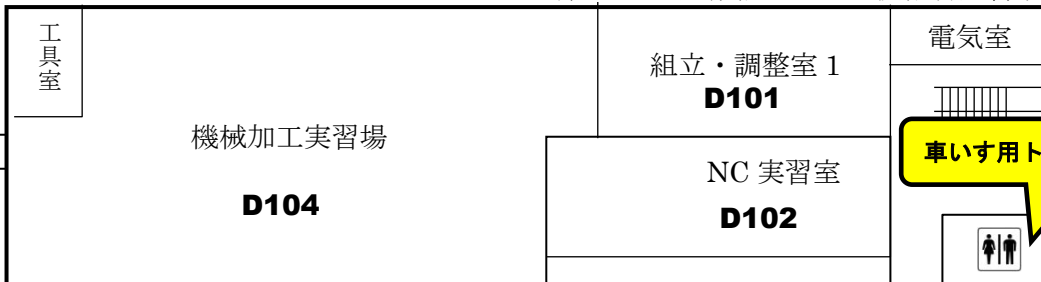 工具室
組立・調整室 1
D101
電気室
機械加工実習場
D104
NC 実習室
D102
車いす用ト